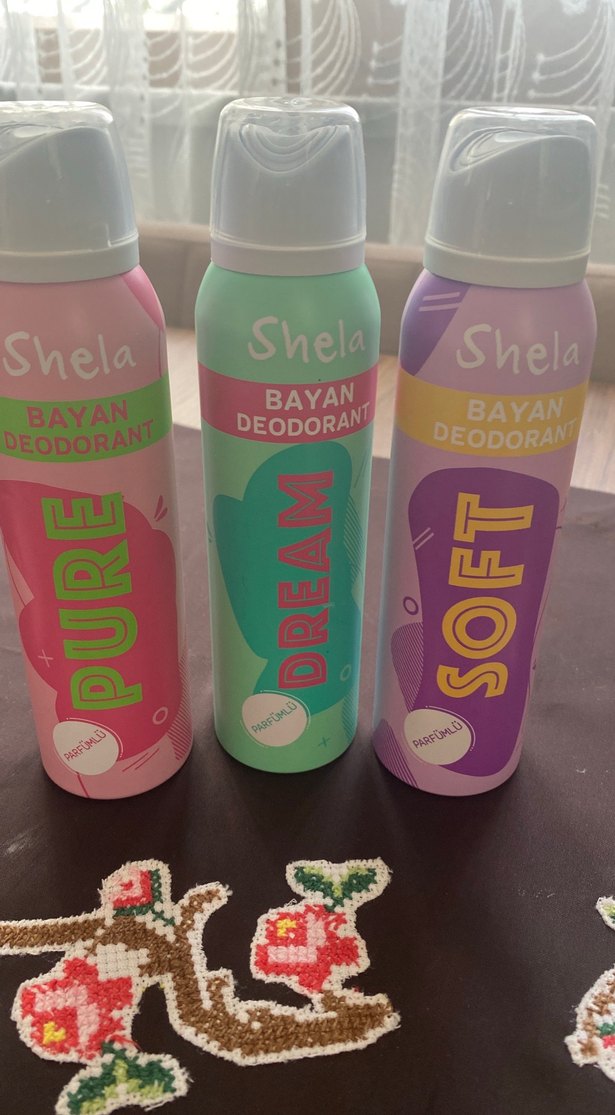 Shela
BAYAN
DEODORANT
PURE
PARFÜMLÜ
Shela
BAYAN
DEODORANT
DREAM
PARFÜMLÜ
Shela
BAYAN
DEODORANT
SOFT
PARFÜMLÜ